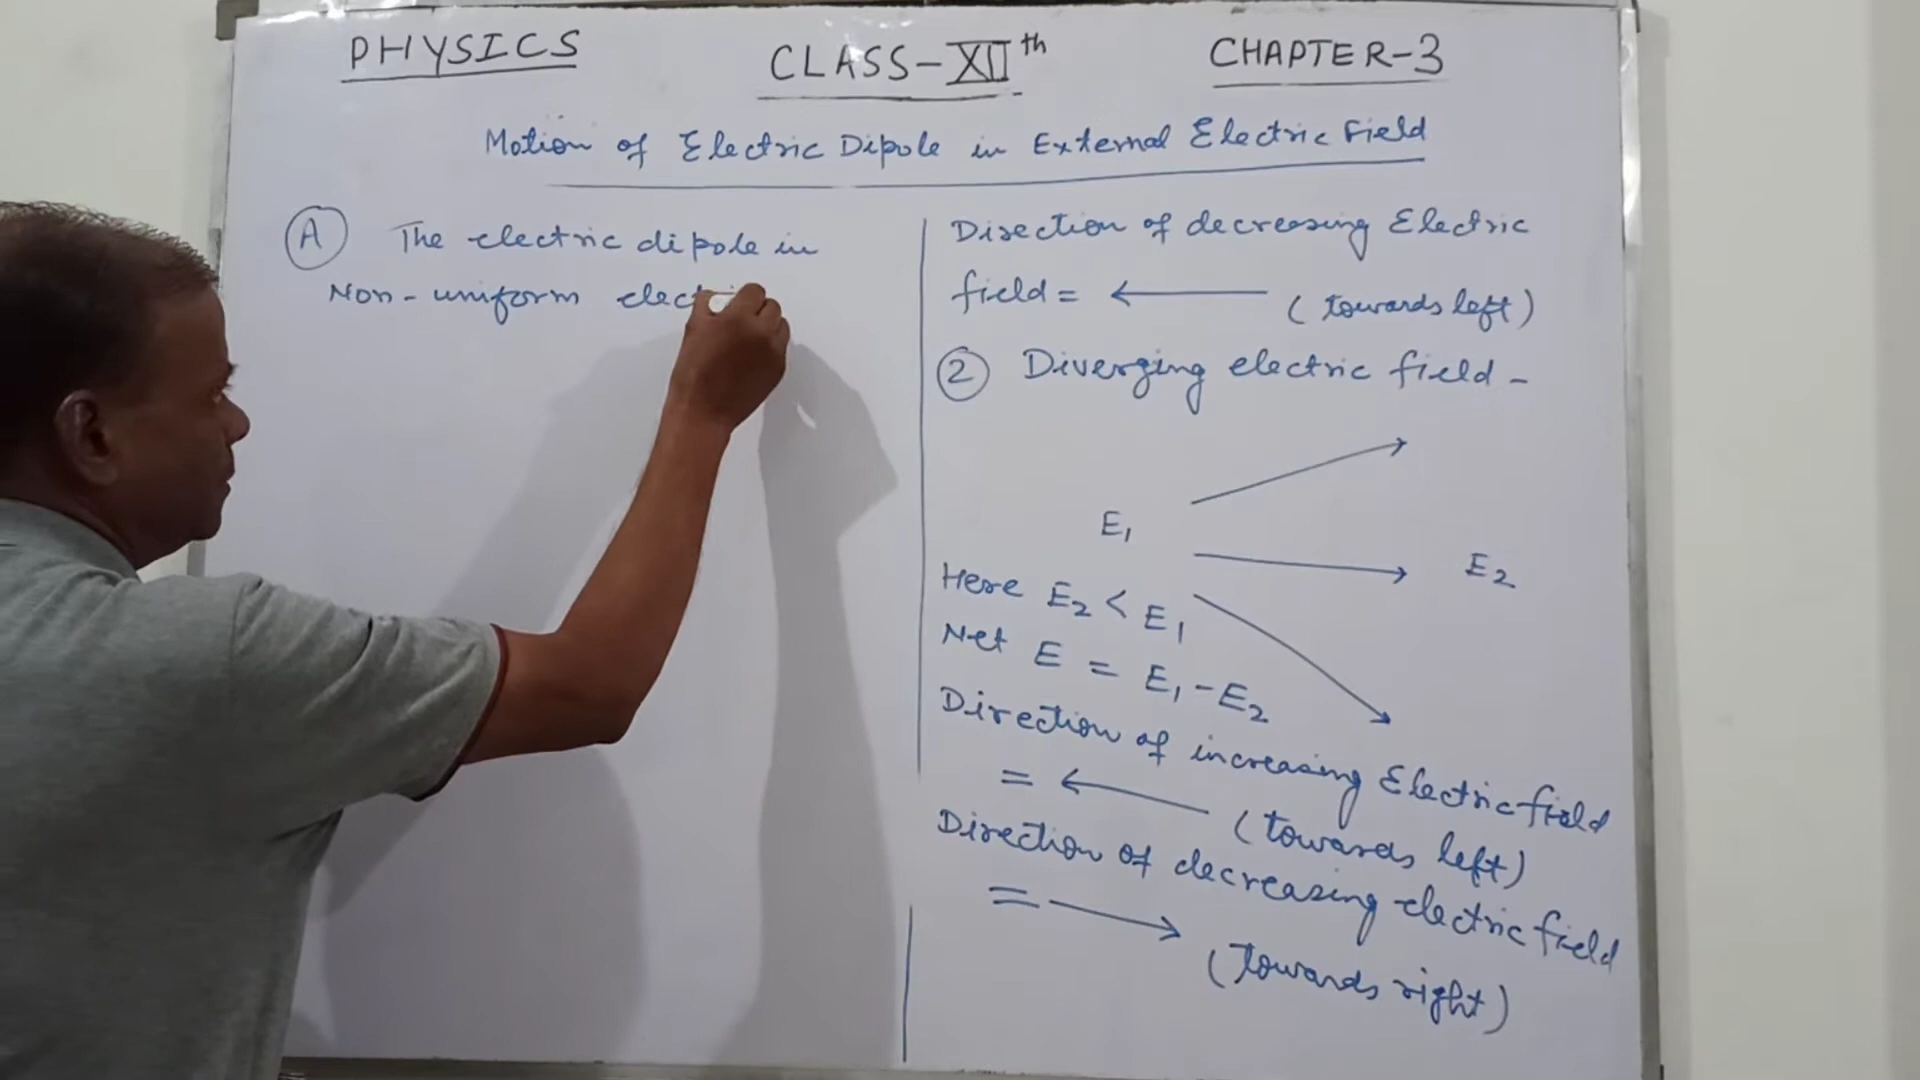 PHYSICS CLASS-XIIth CHAPTER-3
Motion of Electric Dipole in External Electric Field
(A) The electric dipole in
Non-uniform elect
Direction of decreasing Electric
field = ← (towards left)
(2) Diverging electric field -
E1
E2
Here E2 < E1
Net E = E1 - E2
Direction of increasing Electric field
= ← (towards left)
Direction of decreasing electric field
= → (towards right)